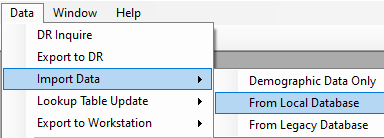 Data Window Help
DR Inquire
Export to DR
Import Data
Lookup Table Update
Export to Workstation
Demographic Data Only
From Local Database
From Legacy Database